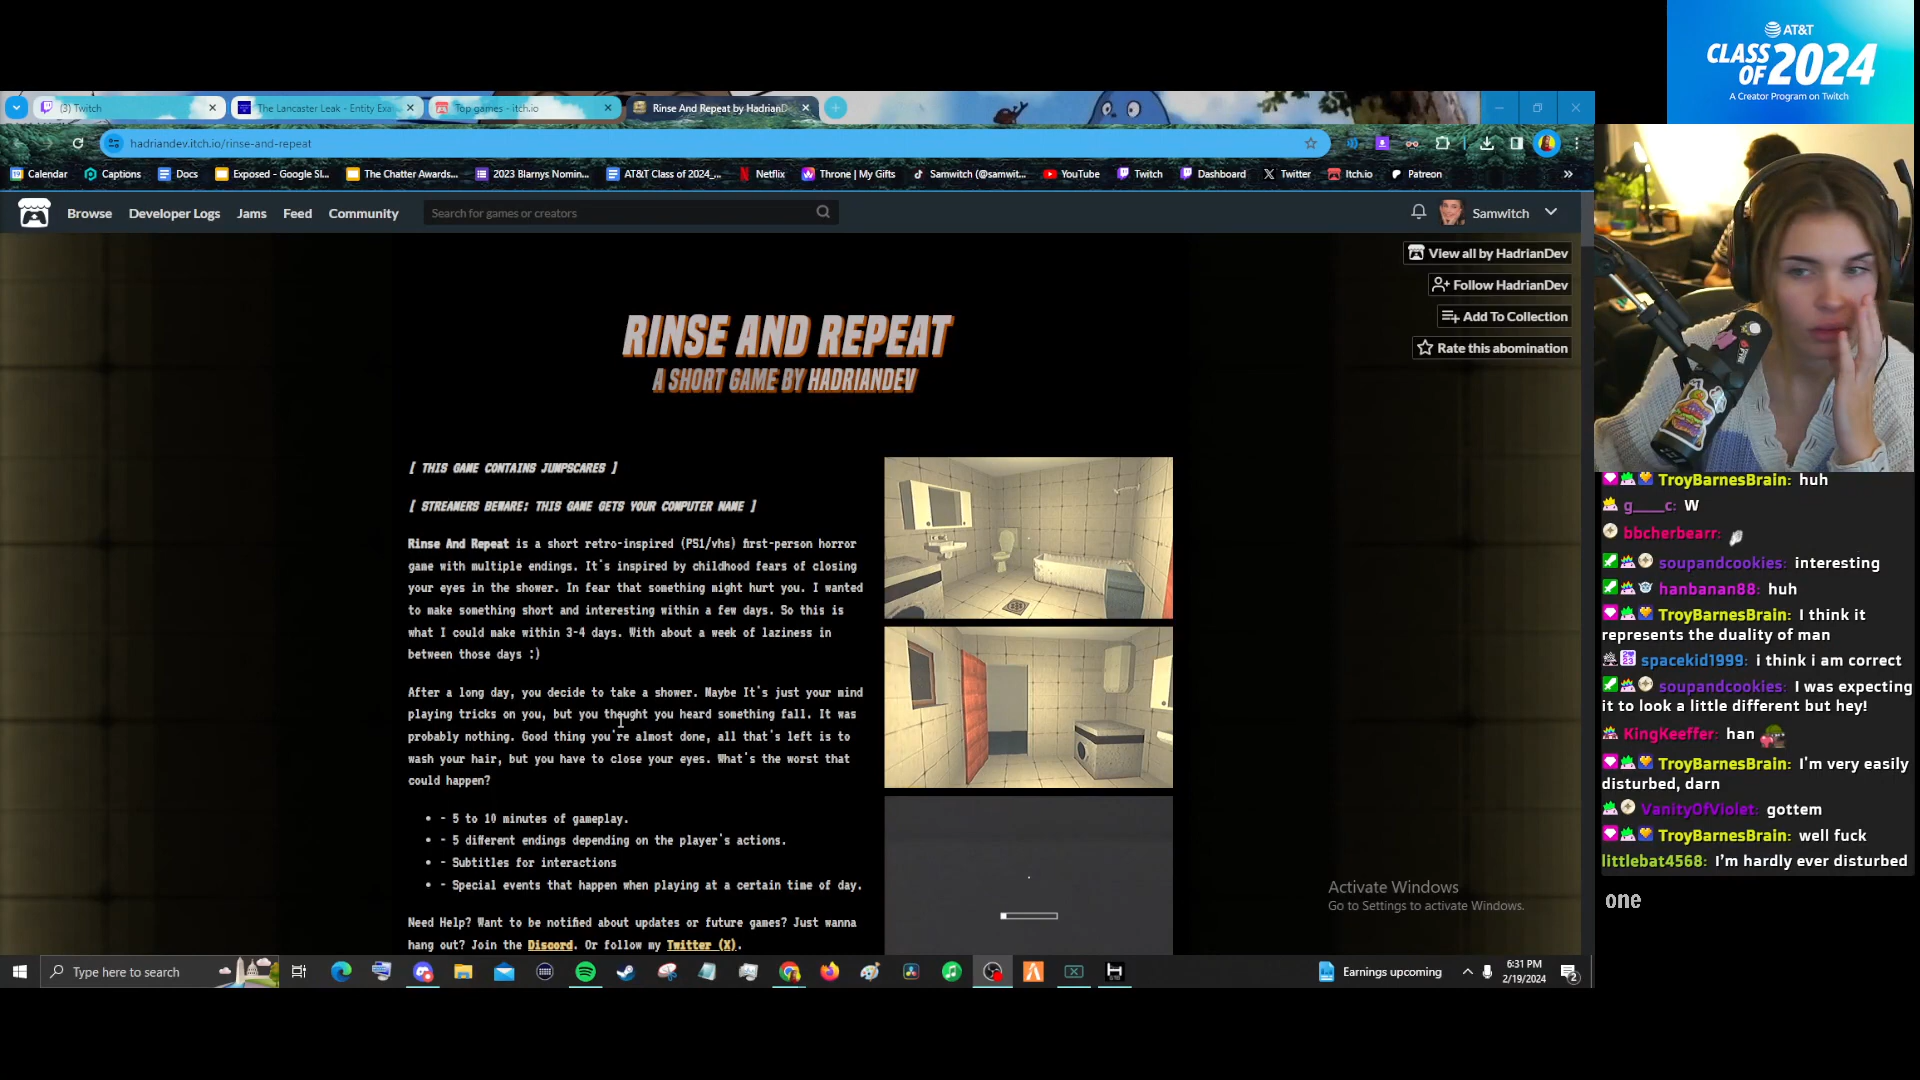 AT&T
CLASS
OF 2024
A Creator Program on Twitch
(3) Twitch
The Lancaster Leak - Entity Exa
Top games - itch.io
Rinse And Repeat by HadrianD
hadriandev.itch.io/rinse-and-repeat
Calendar
Captions
Docs
Exposed - Google Sl...
The Chatter Awards...
2023 Blarnys Nomin...
AT&T Class of 2024_...
Netflix
Throne | My Gifts
Samwitch (@samwit...
YouTube
Twitch
Dashboard
Twitter
Itch.io
Patreon
Browse
Developer Logs
Jams
Feed
Community
Search for games or creators
Samwitch
View all by HadrianDev
Follow HadrianDev
Add To Collection
Rate this abomination
RINSE AND REPEAT
A SHORT GAME BY HADRIANDEV
[ THIS GAME CONTAINS JUMPSCARES ]
[ STREAMERS BEWARE: THIS GAME GETS YOUR COMPUTER NAME ]
Rinse And Repeat is a short retro-inspired (PS1/vhs) first-person horror
game with multiple endings. It's inspired by childhood fears of closing
your eyes in the shower. In fear that something might hurt you. I wanted
to make something short and interesting within a few days. So this is
what I could make within 3-4 days. With about a week of laziness in
between those days :)
After a long day, you decide to take a shower. Maybe It's just your mind
playing tricks on you, but you thought you heard something fall. It was
probably nothing. Good thing you're almost done, all that's left is to
wash your hair, but you have to close your eyes. What's the worst that
could happen?
• - 5 to 10 minutes of gameplay.
• - 5 different endings depending on the player's actions.
• - Subtitles for interactions
• - Special events that happen when playing at a certain time of day.
Need Help? Want to be notified about updates or future games? Just wanna
hang out? Join the Discord. Or follow my Twitter (X).
Activate Windows
Go to Settings to activate Windows.
Type here to search
Earnings upcoming
6:31 PM
2/19/2024
2
TroyBarnesBrain: huh
g____c: W
bbcherbearr:
soupandcookies: interesting
hanbanan88: huh
TroyBarnesBrain: I think it
represents the duality of man
spacekid1999: i think i am correct
soupandcookies: I was expecting
it to look a little different but hey!
KingKeeffer: han
TroyBarnesBrain: I'm very easily
disturbed, darn
VanityOfViolet: gottem
TroyBarnesBrain: well fuck
littlebat4568: I'm hardly ever disturbed
one